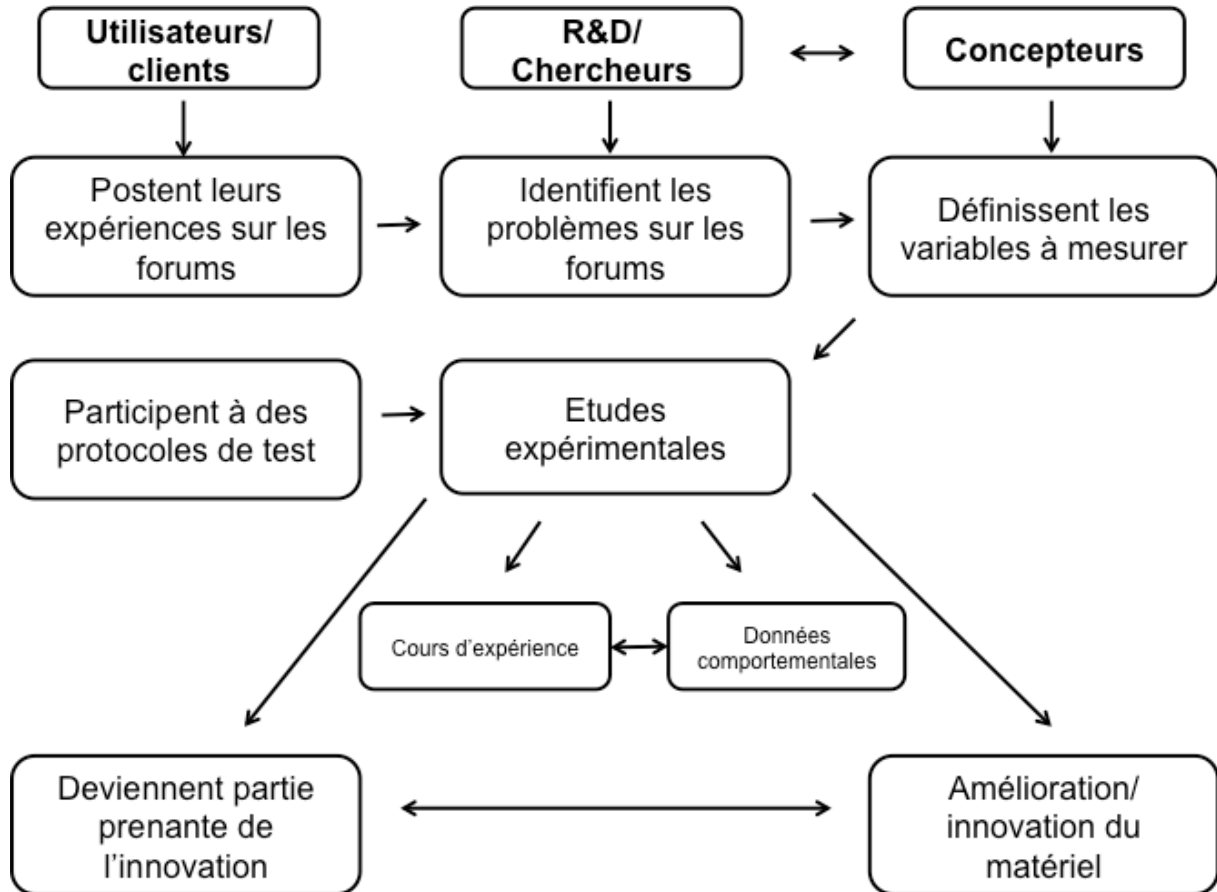 Utilisateurs/
clients
R&D/
Chercheurs
Concepteurs
Postent leurs
expériences sur les
forums
Identifient les
problèmes sur les
forums
Définissent les
variables à mesurer
Participent à des
protocoles de test
Etudes
expérimentales
Cours d'expérience
Données
comportementales
Deviennent partie
prenante de
l'innovation
Amélioration/
innovation du
matériel